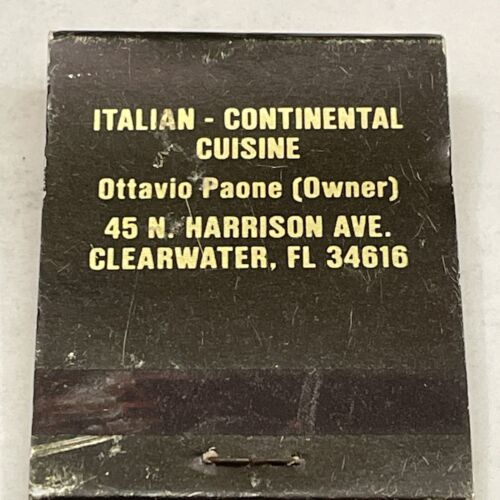 ITALIAN - CONTINENTAL
CUISINE
Ottavio Paone (Owner)
45 N. HARRISON AVE.
CLEARWATER, FL 34616